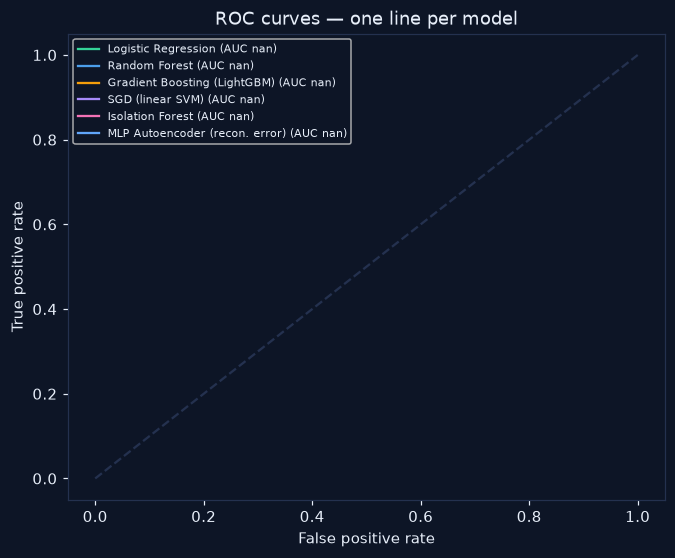 ROC curves — one line per model
Logistic Regression (AUC nan)
Random Forest (AUC nan)
Gradient Boosting (LightGBM) (AUC nan)
SGD (linear SVM) (AUC nan)
Isolation Forest (AUC nan)
MLP Autoencoder (recon. error) (AUC nan)
True positive rate
1.0
0.8
0.6
0.4
0.2
0.0
0.0 0.2 0.4 0.6 0.8 1.0
False positive rate